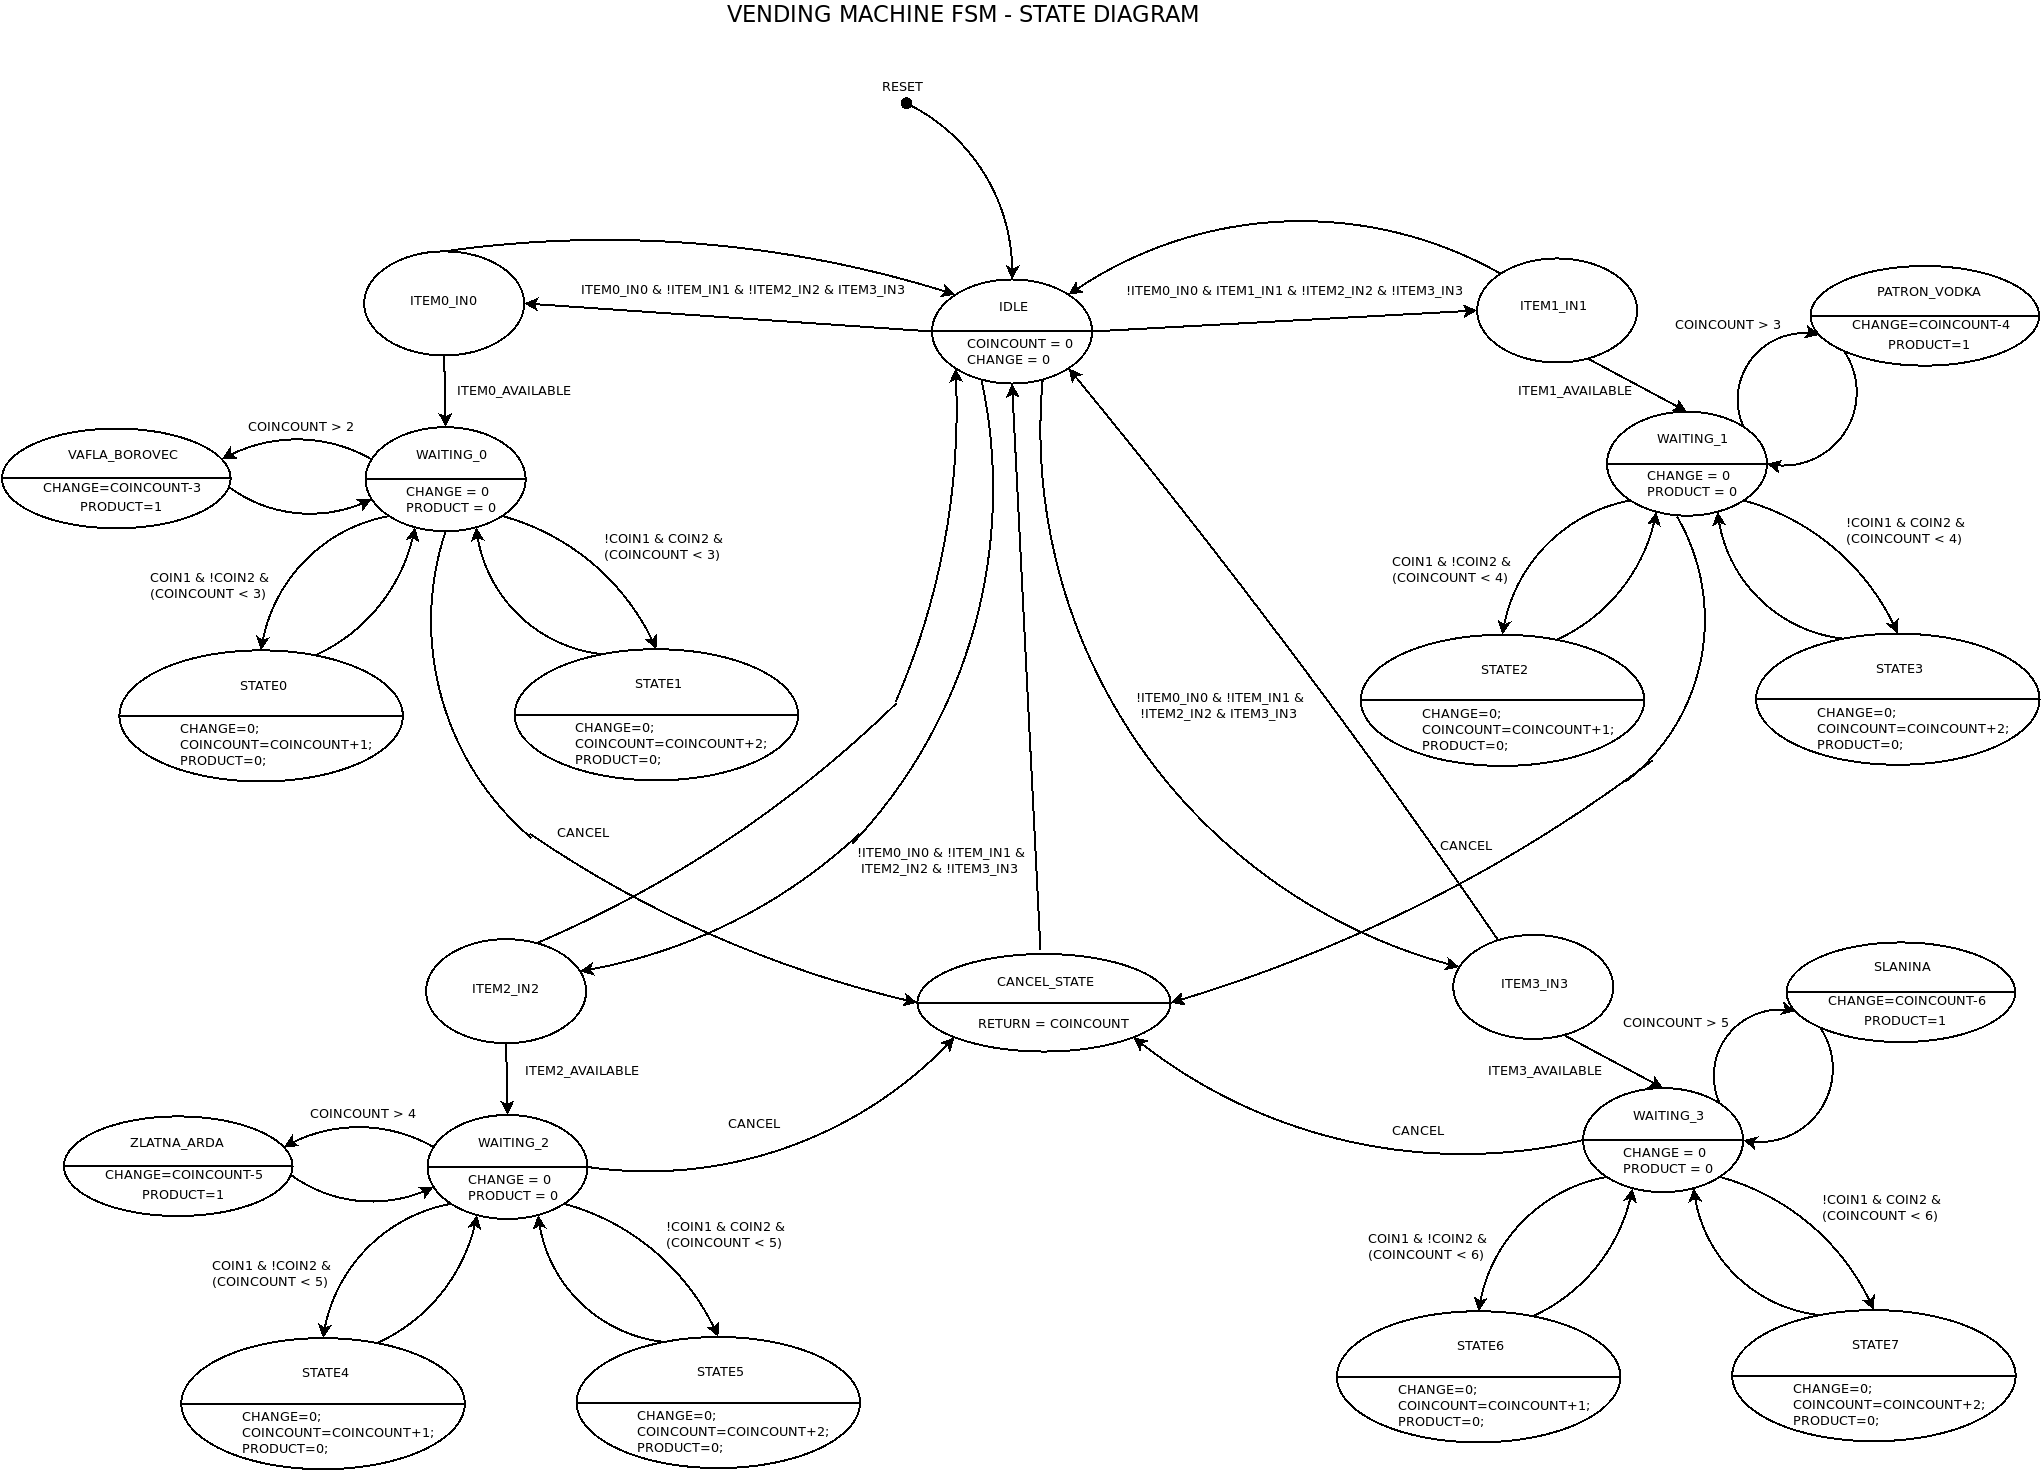 VENDING MACHINE FSM - STATE DIAGRAM
RESET
ITEM0_IN0
ITEM0_IN0 & !ITEM_IN1 & !ITEM2_IN2 & ITEM3_IN3
IDLE
COINCOUNT = 0
CHANGE = 0
!ITEM0_IN0 & ITEM1_IN1 & !ITEM2_IN2 & !ITEM3_IN3
ITEM1_IN1
PATRON_VODKA
CHANGE=COINCOUNT-4
PRODUCT=1
COINCOUNT > 3
ITEM0_AVAILABLE
ITEM1_AVAILABLE
COINCOUNT > 2
VAFLA_BOROVEC
CHANGE=COINCOUNT-3
PRODUCT=1
WAITING_0
CHANGE = 0
PRODUCT = 0
WAITING_1
CHANGE = 0
PRODUCT = 0
COIN1 & !COIN2 &
(COINCOUNT < 3)
!COIN1 & COIN2 &
(COINCOUNT < 3)
COIN1 & !COIN2 &
(COINCOUNT < 4)
!COIN1 & COIN2 &
(COINCOUNT < 4)
STATE0
CHANGE=0;
COINCOUNT=COINCOUNT+1;
PRODUCT=0;
STATE1
CHANGE=0;
COINCOUNT=COINCOUNT+2;
PRODUCT=0;
!ITEM0_IN0 & !ITEM_IN1 &
!ITEM2_IN2 & ITEM3_IN3
STATE2
CHANGE=0;
COINCOUNT=COINCOUNT+1;
PRODUCT=0;
STATE3
CHANGE=0;
COINCOUNT=COINCOUNT+2;
PRODUCT=0;
CANCEL
!ITEM0_IN0 & !ITEM_IN1 &
ITEM2_IN2 & !ITEM3_IN3
CANCEL
ITEM2_IN2
CANCEL_STATE
RETURN = COINCOUNT
ITEM3_IN3
SLANINA
CHANGE=COINCOUNT-6
PRODUCT=1
COINCOUNT > 5
ITEM2_AVAILABLE
ITEM3_AVAILABLE
COINCOUNT > 4
ZLATNA_ARDA
CHANGE=COINCOUNT-5
PRODUCT=1
WAITING_2
CHANGE = 0
PRODUCT = 0
CANCEL
CANCEL
WAITING_3
CHANGE = 0
PRODUCT = 0
COIN1 & !COIN2 &
(COINCOUNT < 5)
!COIN1 & COIN2 &
(COINCOUNT < 5)
COIN1 & !COIN2 &
(COINCOUNT < 6)
!COIN1 & COIN2 &
(COINCOUNT < 6)
STATE4
CHANGE=0;
COINCOUNT=COINCOUNT+1;
PRODUCT=0;
STATE5
CHANGE=0;
COINCOUNT=COINCOUNT+2;
PRODUCT=0;
STATE6
CHANGE=0;
COINCOUNT=COINCOUNT+1;
PRODUCT=0;
STATE7
CHANGE=0;
COINCOUNT=COINCOUNT+2;
PRODUCT=0;